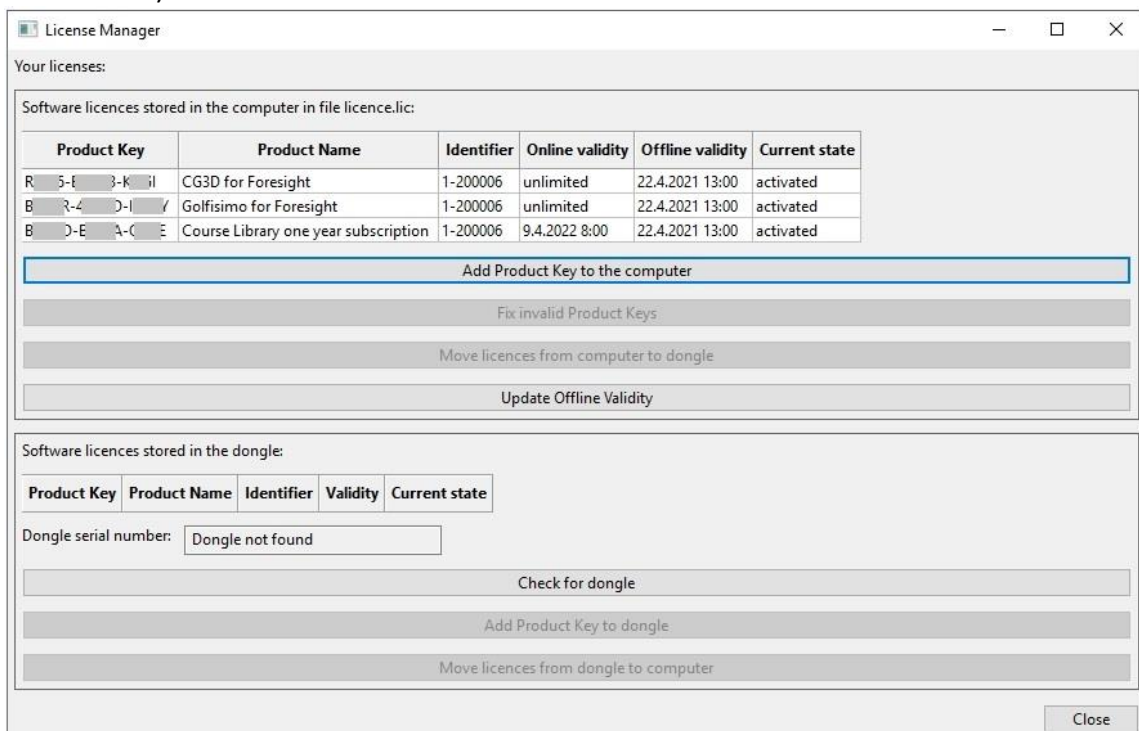 License Manager
Your licenses:
Software licences stored in the computer in file licence.lic:
Product Key Product Name Identifier Online validity Offline validity Current state
CG3D for Foresight 1-200006 unlimited 22.4.2021 13:00 activated
Golfisimo for Foresight 1-200006 unlimited 22.4.2021 13:00 activated
Course Library one year subscription 1-200006 9.4.2022 8:00 22.4.2021 13:00 activated
Add Product Key to the computer
Fix invalid Product Keys
Move licences from computer to dongle
Update Offline Validity
Software licences stored in the dongle:
Product Key Product Name Identifier Validity Current state
Dongle serial number: Dongle not found
Check for dongle
Add Product Key to dongle
Move licences from dongle to computer
Close